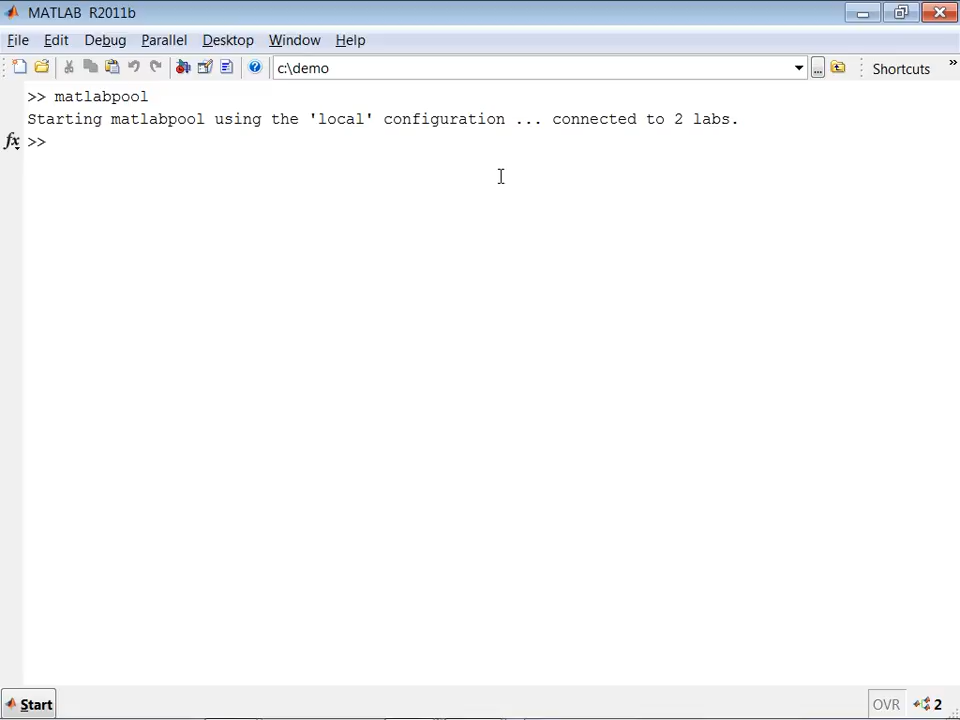 MATLAB R2011b
File Edit Debug Parallel Desktop Window Help
c:\demo ... Shortcuts »
>> matlabpool
Starting matlabpool using the 'local' configuration ... connected to 2 labs.
fx >>
Start OVR 2